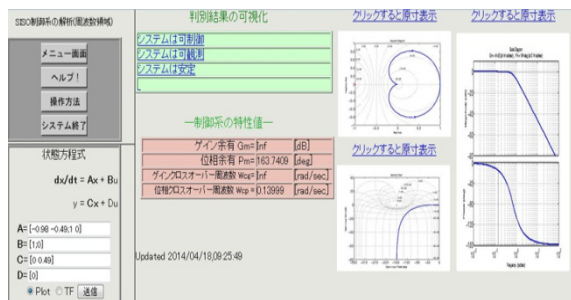 SISO制御系の解析(周波数領域)
メニュー画面
ヘルプ！
操作方法
システム終了
状態方程式
dx/dt = Ax + Bu
y = Cx + Du
A= [-0.98 -0.49;1 0]
B= [1;0]
C= [0 0.49]
D= [0]
Plot TF 送信
判別結果の可視化
システムは可制御
システムは可観測
システムは安定
―制御系の特性値―
ゲイン余有 Gm= Inf [dB]
位相余有 Pm= 163.7409 [deg]
ゲインクロスオーバー周波数 Wcg= Inf [rad/sec]
位相クロスオーバー周波数 Wcp = 0.13999 [rad/sec]
Updated 2014/04/18,09:25:49
クリックすると原寸表示
クリックすると原寸表示
クリックすると原寸表示